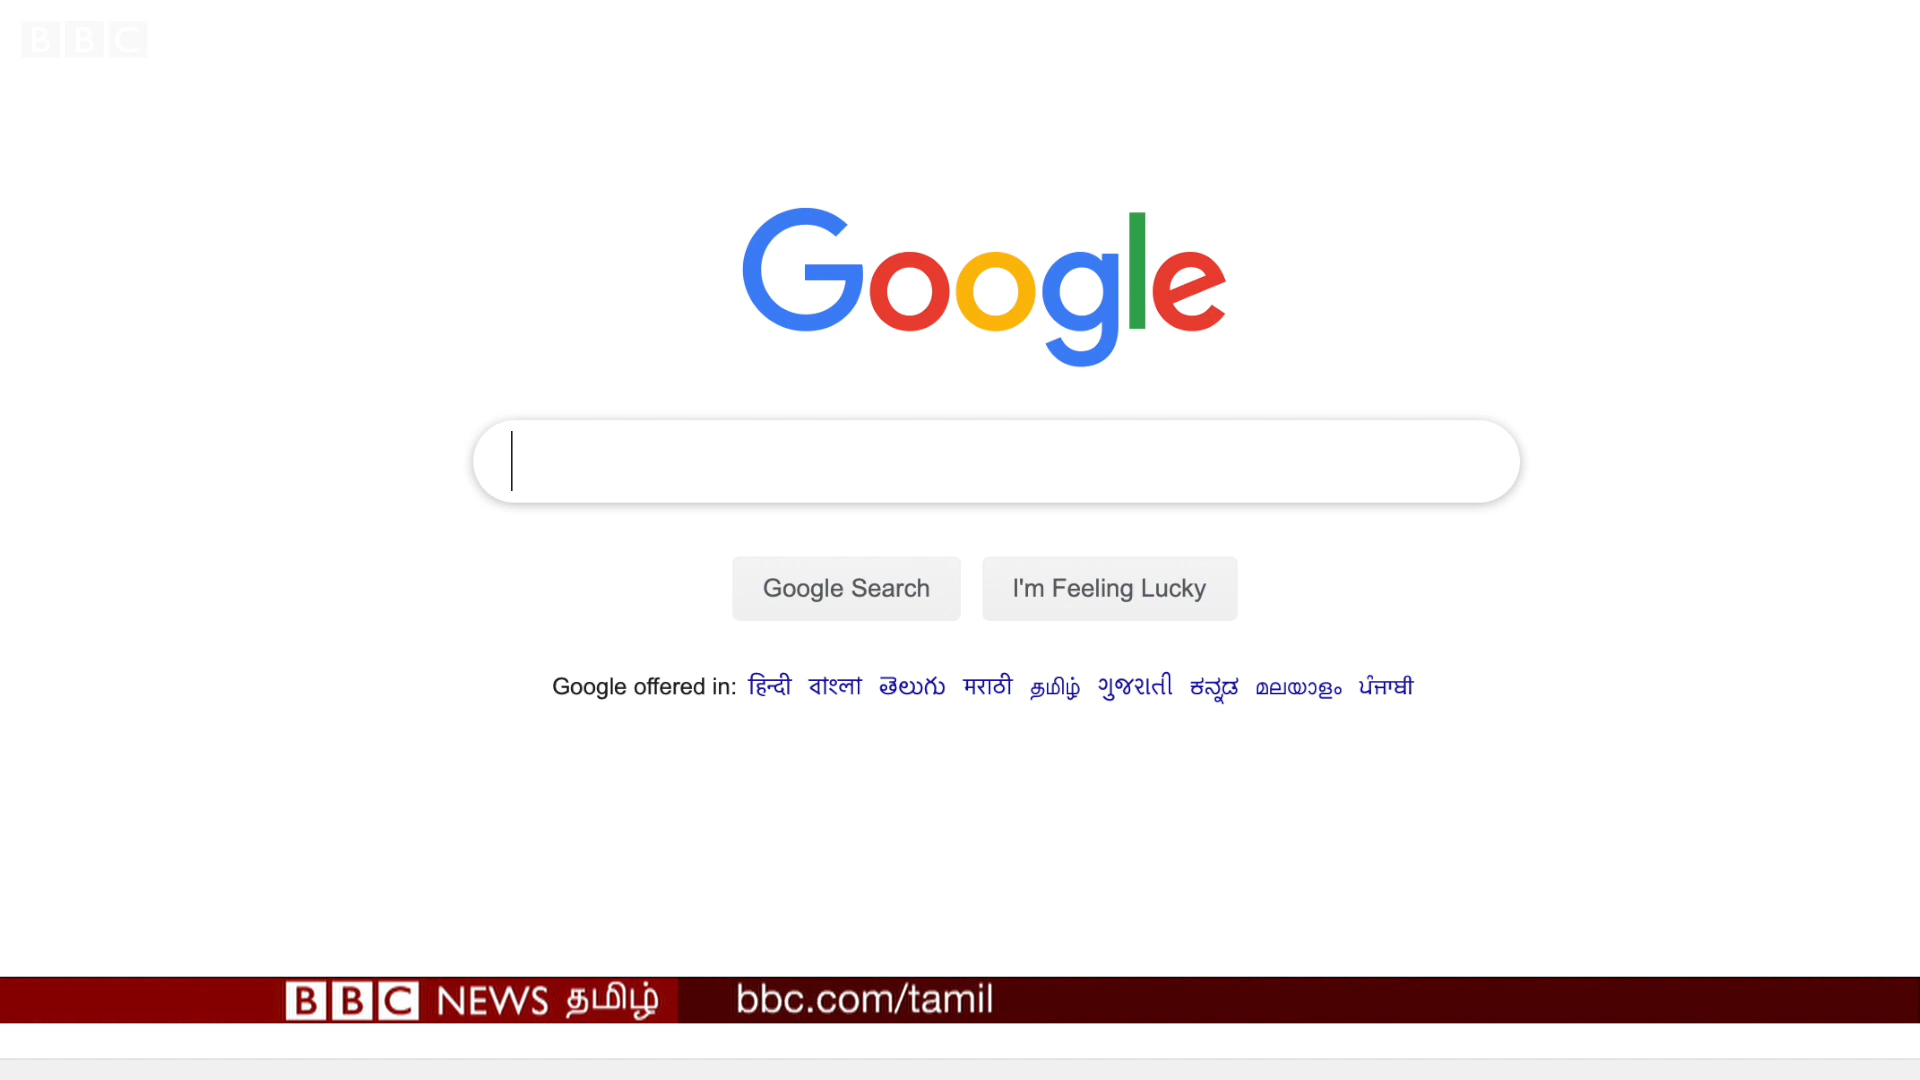 BBC
Google
Google Search
I'm Feeling Lucky
Google offered in: हिन्दी বাংলা తెలుగు मराठी தமிழ் ગુજરાતી ಕನ್ನಡ മലയാളം ਪੰਜਾਬੀ
BBC NEWS தமிழ் bbc.com/tamil